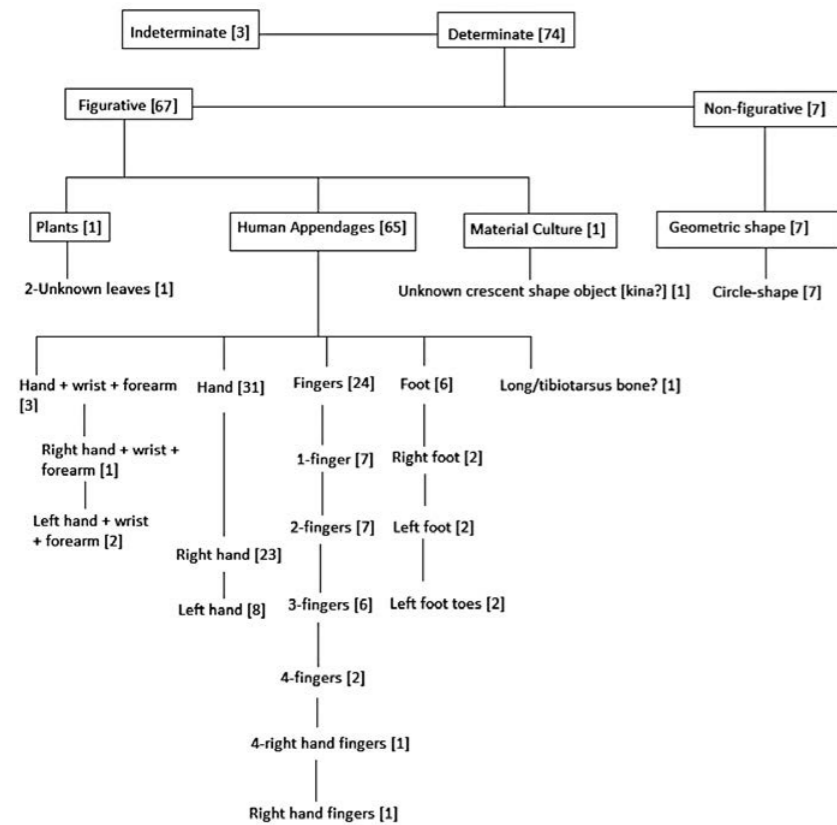 Indeterminate [3]
Determinate [74]
Figurative [67]
Non-figurative [7]
Plants [1]
Human Appendages [65]
Material Culture [1]
Geometric shape [7]
2-Unknown leaves [1]
Unknown crescent shape object [kina?] [1]
Circle-shape [7]
Hand + wrist + forearm
[3]
Hand [31]
Fingers [24]
Foot [6]
Long/tibiotarsus bone? [1]
Right hand + wrist +
forearm [1]
1-finger [7]
Right foot [2]
Left hand + wrist
+ forearm [2]
2-fingers [7]
Left foot [2]
Right hand [23]
Left hand [8]
3-fingers [6]
Left foot toes [2]
4-fingers [2]
4-right hand fingers [1]
Right hand fingers [1]